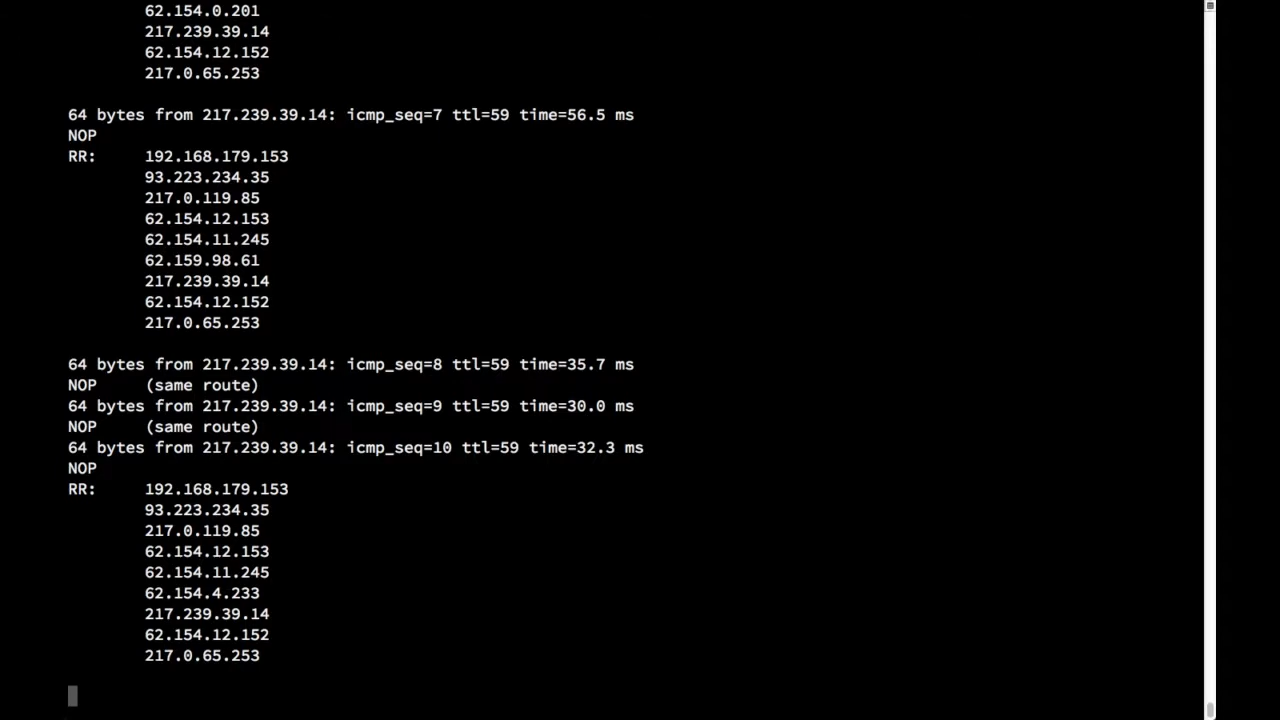 62.154.0.201
217.239.39.14
62.154.12.152
217.0.65.253
64 bytes from 217.239.39.14: icmp_seq=7 ttl=59 time=56.5 ms
NOP
RR: 192.168.179.153
93.223.234.35
217.0.119.85
62.154.12.153
62.154.11.245
62.159.98.61
217.239.39.14
62.154.12.152
217.0.65.253
64 bytes from 217.239.39.14: icmp_seq=8 ttl=59 time=35.7 ms
NOP (same route)
64 bytes from 217.239.39.14: icmp_seq=9 ttl=59 time=30.0 ms
NOP (same route)
64 bytes from 217.239.39.14: icmp_seq=10 ttl=59 time=32.3 ms
NOP
RR: 192.168.179.153
93.223.234.35
217.0.119.85
62.154.12.153
62.154.11.245
62.154.4.233
217.239.39.14
62.154.12.152
217.0.65.253